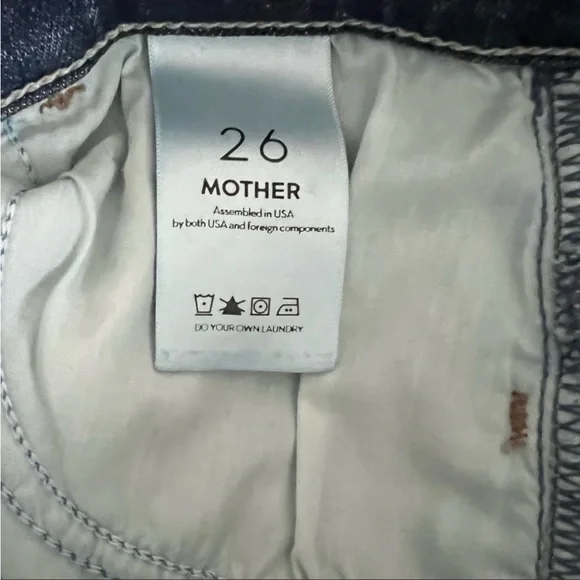 26
MOTHER
Assembled in USA
by both USA and foreign components
DO YOUR OWN LAUNDRY